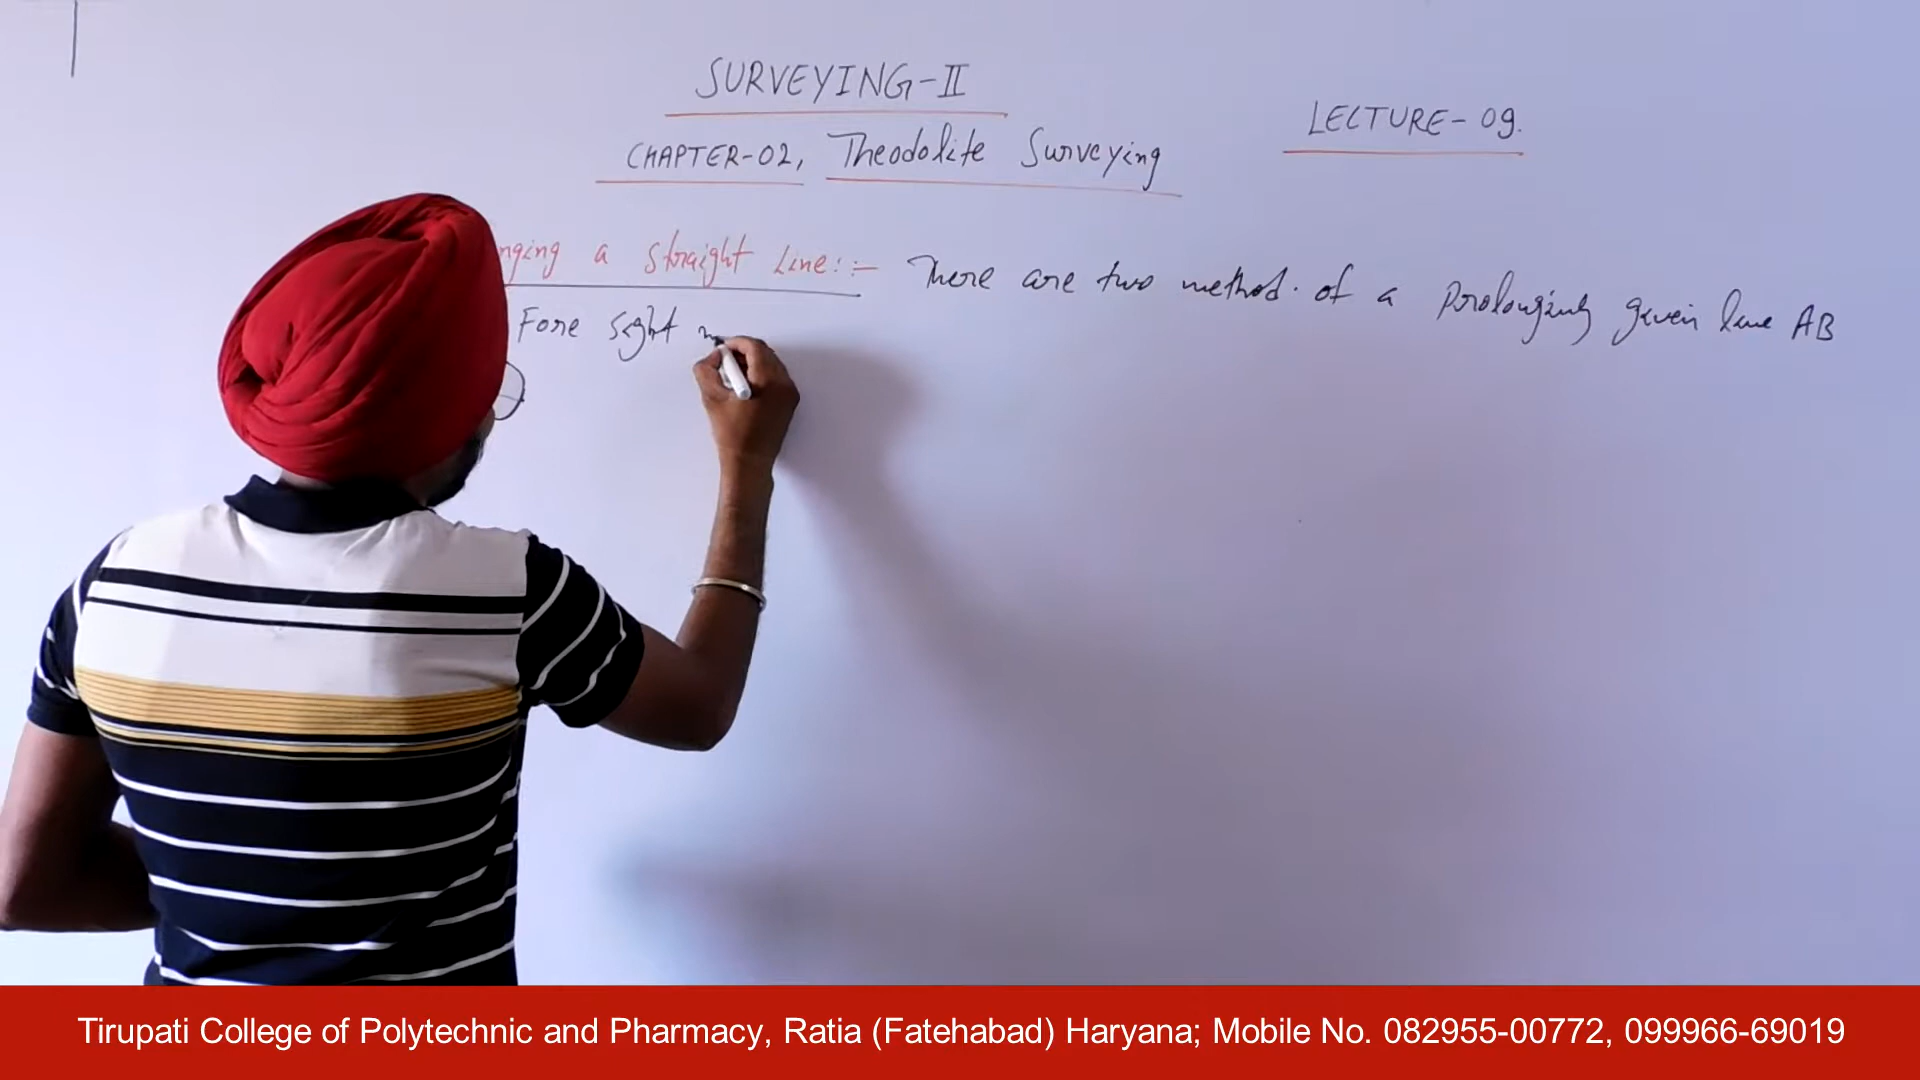 SURVEYING-II
LECTURE-09.
CHAPTER-02, Theodolite Surveying
nging a straight Line::- There are two method. of a Prolonging given line AB
Fore sight m
Tirupati College of Polytechnic and Pharmacy, Ratia (Fatehabad) Haryana; Mobile No. 082955-00772, 099966-69019